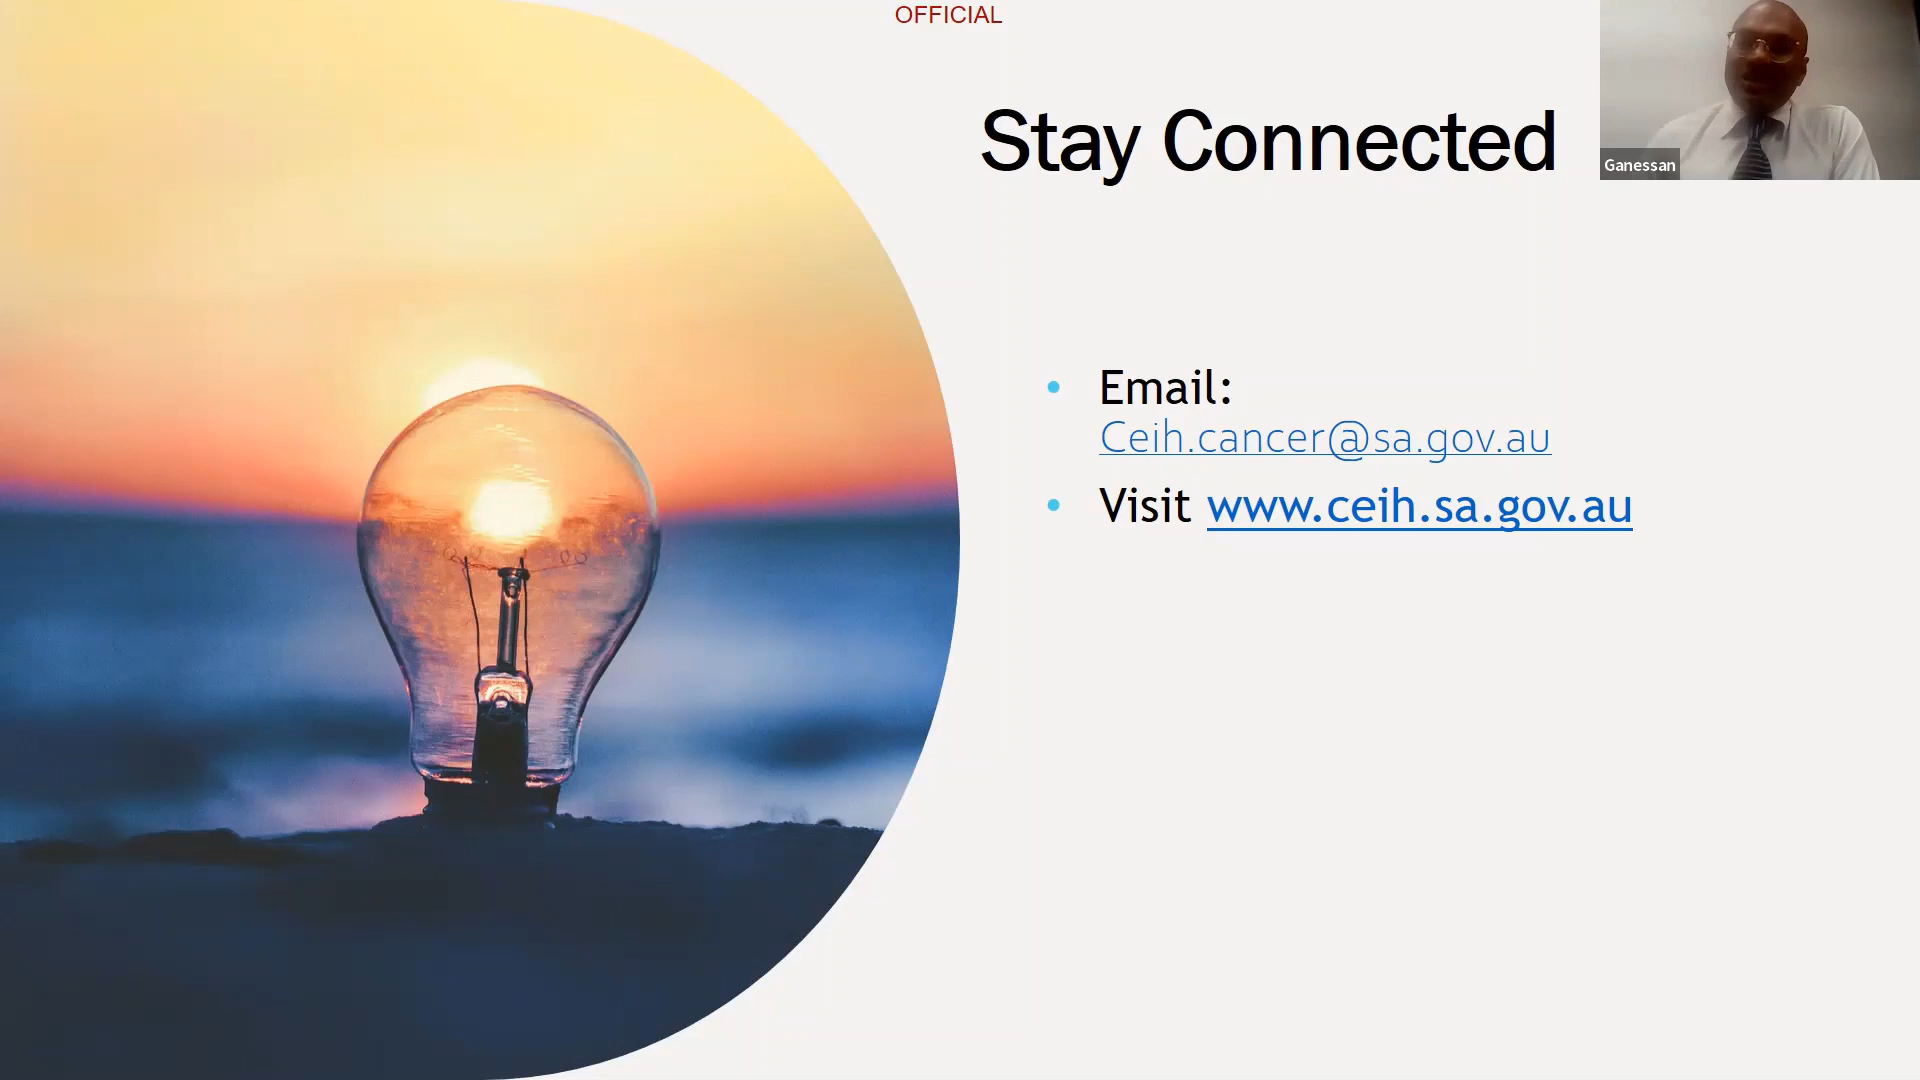 OFFICIAL
Stay Connected
Ganessan
• Email:
Ceih.cancer@sa.gov.au
• Visit www.ceih.sa.gov.au